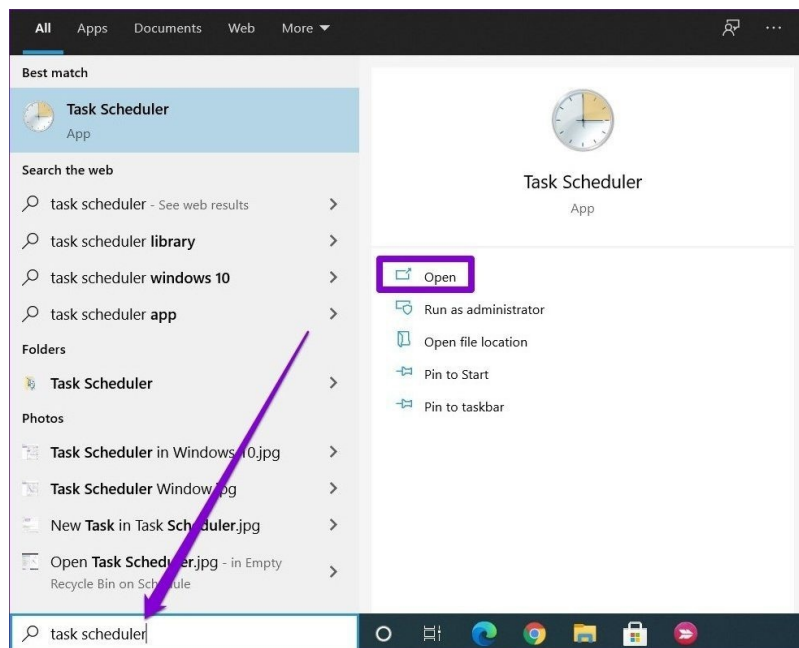 All Apps Documents Web More
Best match
Task Scheduler
App
Search the web
task scheduler - See web results
task scheduler library
task scheduler windows 10
task scheduler app
Folders
Task Scheduler
Photos
Task Scheduler in Windows 10.jpg
Task Scheduler Window.jpg
New Task in Task Scheduler.jpg
Open Task Scheduler.jpg - in Empty
Recycle Bin on Schedule
task scheduler
Task Scheduler
App
Open
Run as administrator
Open file location
Pin to Start
Pin to taskbar